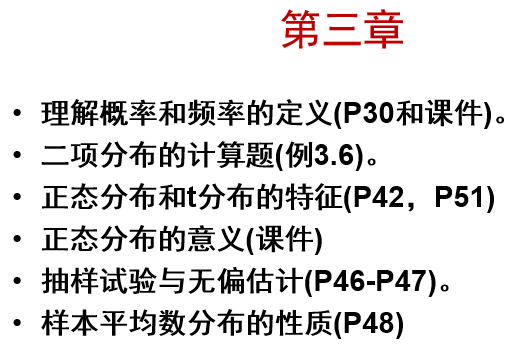 第三章
• 理解概率和频率的定义(P30和课件)。
• 二项分布的计算题(例3.6)。
• 正态分布和t分布的特征(P42，P51)
• 正态分布的意义(课件)
• 抽样试验与无偏估计(P46-P47)。
• 样本平均数分布的性质(P48)